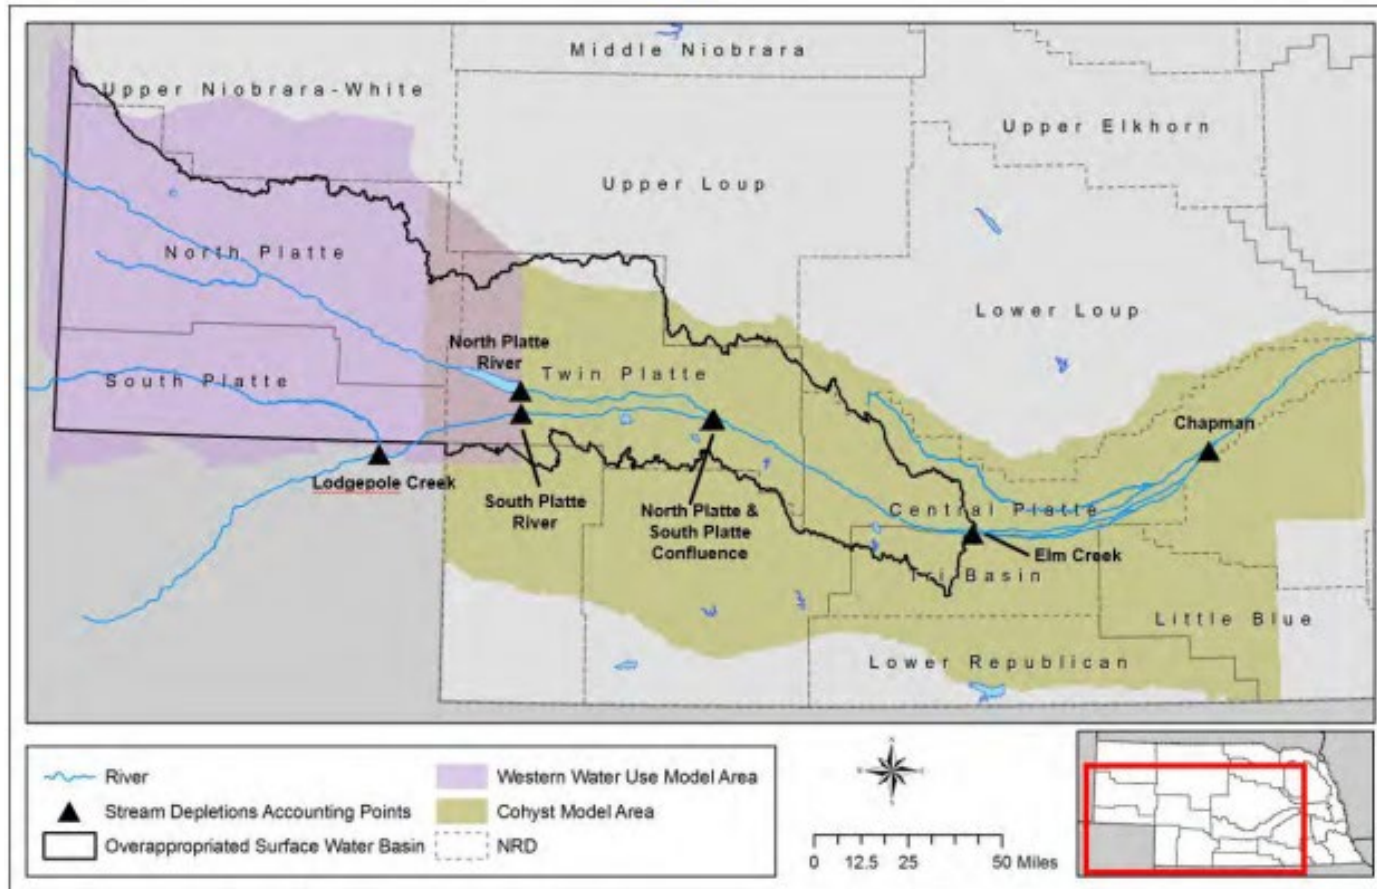 Middle Niobrara
Upper Niobrara-White
Upper Elkhorn
Upper Loup
North Platte
Lower Loup
North Platte
River
Twin Platte
South Platte
Chapman
Lodgepole Creek
South Platte
River
North Platte &
South Platte
Confluence
Central Platte
Elm Creek
Tri Basin
Little Blue
Lower Republican
River
Stream Depletions Accounting Points
Overappropriated Surface Water Basin
Western Water Use Model Area
Cohyst Model Area
NRD
0 12.5 25 50 Miles